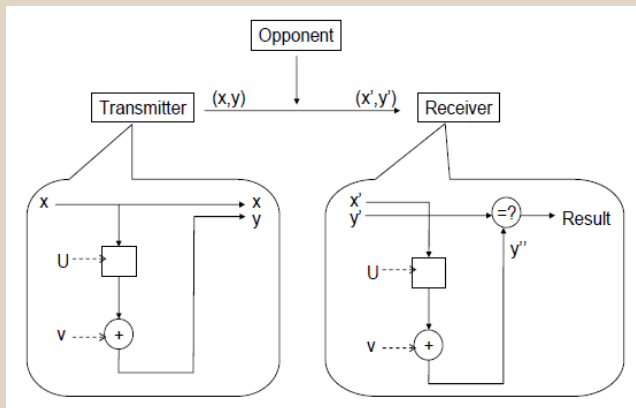 Opponent
(x,y) (x',y')
Transmitter Receiver
x x
y
U
v +
x'
y' =? Result
y''
U
v +